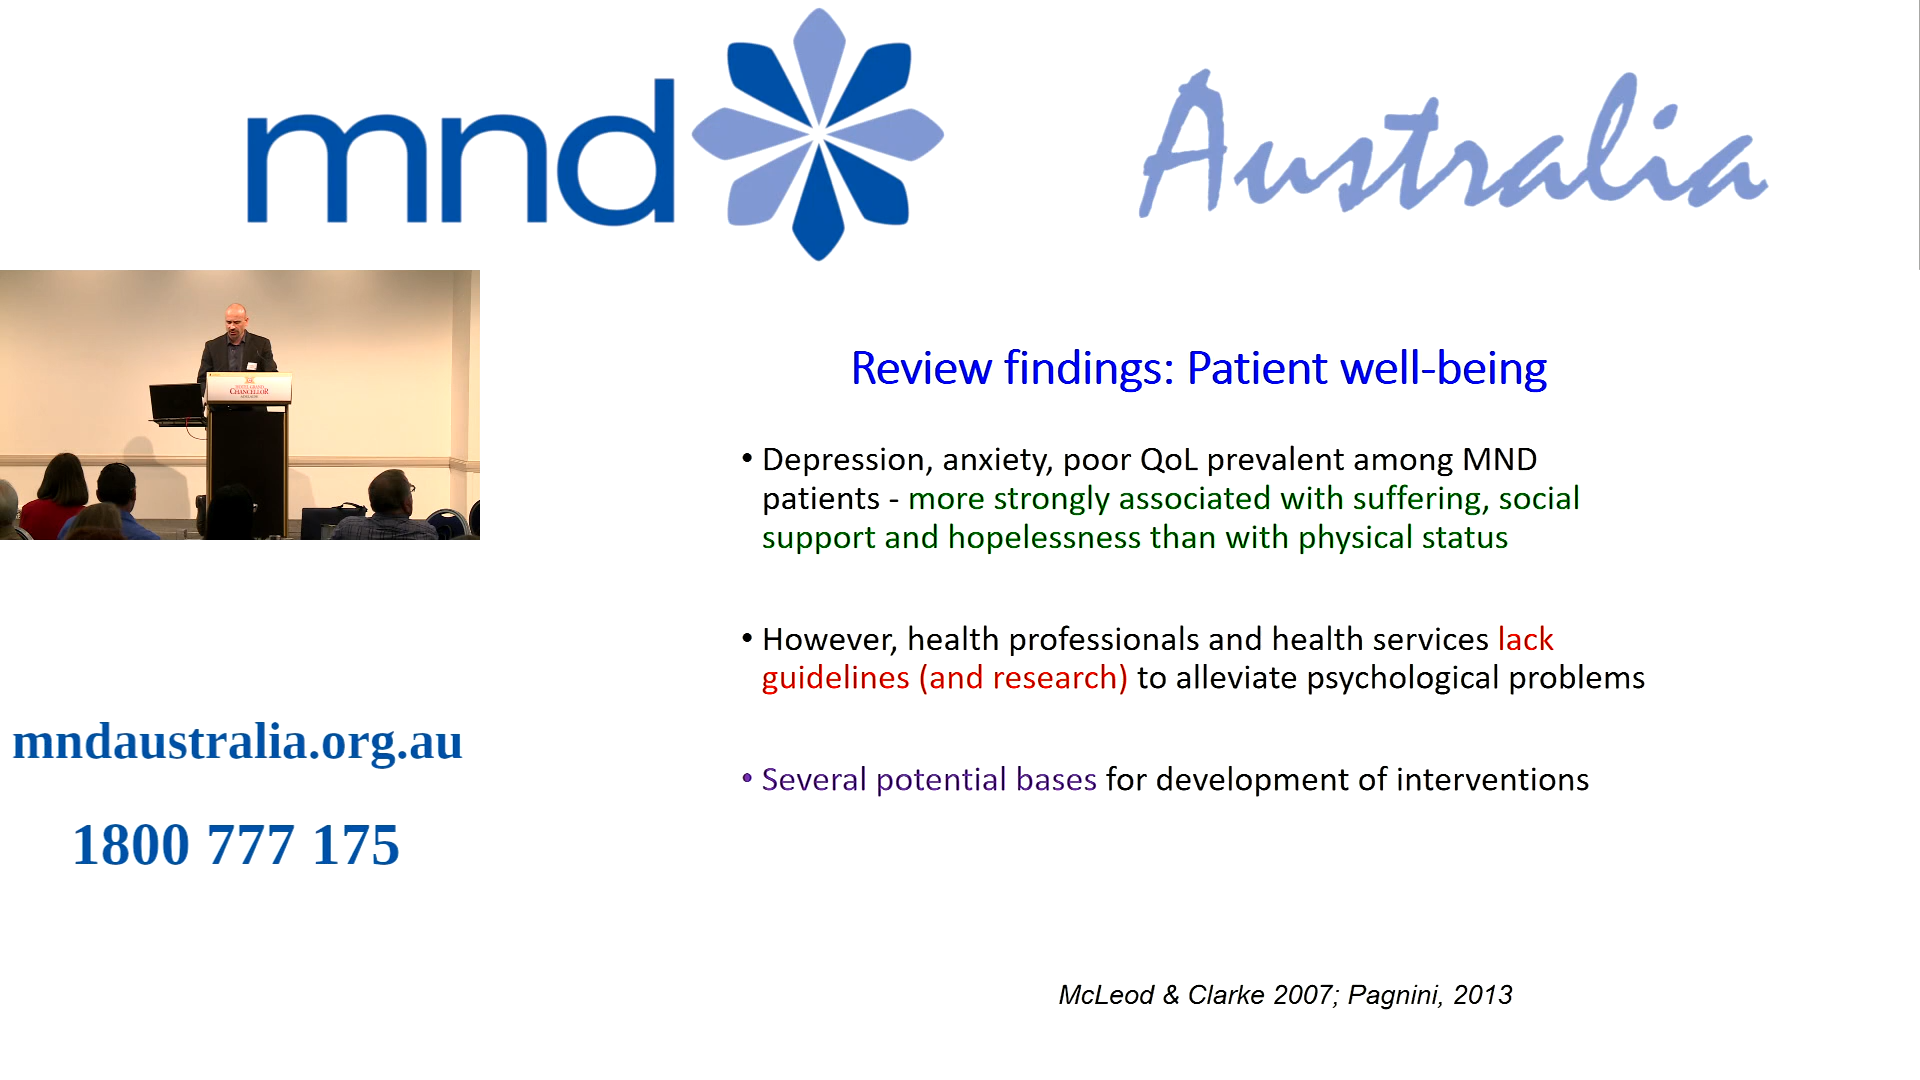 mnd
Australia
CHANCELLOR
Review findings: Patient well-being
• Depression, anxiety, poor QoL prevalent among MND
patients - more strongly associated with suffering, social
support and hopelessness than with physical status
• However, health professionals and health services lack
guidelines (and research) to alleviate psychological problems
• Several potential bases for development of interventions
McLeod & Clarke 2007; Pagnini, 2013
mndaustralia.org.au
1800 777 175